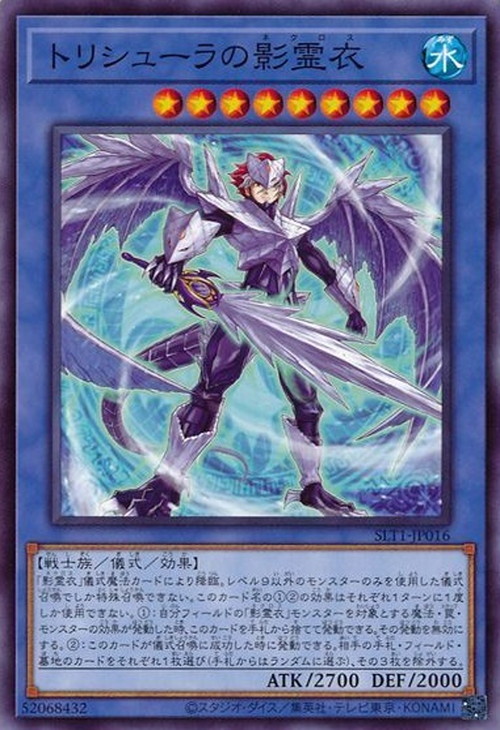 ネクロス
トリシューラの影霊衣
水
SLT1-JP016
【戦士族／儀式／効果】
「影霊衣」儀式魔法カードにより降臨。レベル９以外のモンスターのみを使用した儀式
召喚でしか特殊召喚できない。このカード名の①②の効果はそれぞれ１ターンに１度
しか使用できない。①：自分フィールドの「影霊衣」モンスターを対象とする魔法・罠・
モンスターの効果が発動した時、このカードを手札から捨てて発動できる。その発動を無効に
する。②：このカードが儀式召喚に成功した時に発動できる。相手の手札・フィールド・
墓地のカードをそれぞれ１枚選び（手札からはランダムに選ぶ）、その３枚を除外する。
ATK/2700 DEF/2000
52068432
©スタジオ・ダイス／集英社・テレビ東京・KONAMI